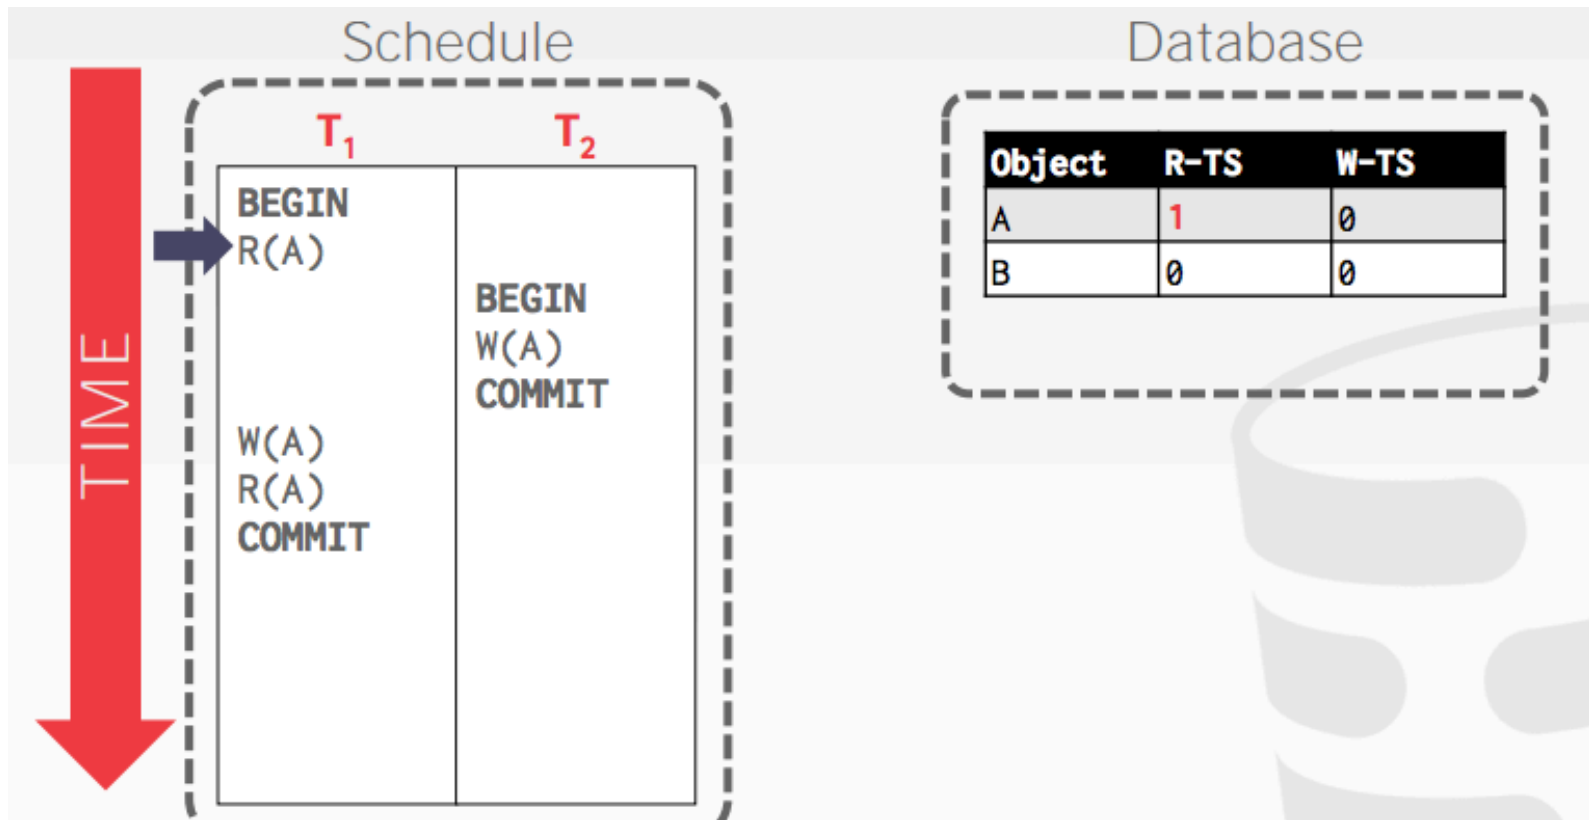 Schedule
Database
TIME
T1 T2
BEGIN
R(A)
BEGIN
W(A)
COMMIT
W(A)
R(A)
COMMIT
Object R-TS W-TS
A 1 0
B 0 0